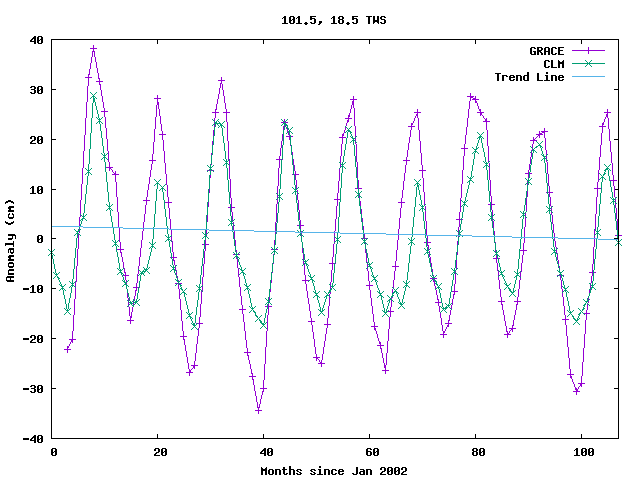 101.5, 18.5 TWS
GRACE
CLM
Trend Line
40
30
20
10
0
-10
-20
-30
-40
Anomaly (cm)
0 20 40 60 80 100
Months since Jan 2002